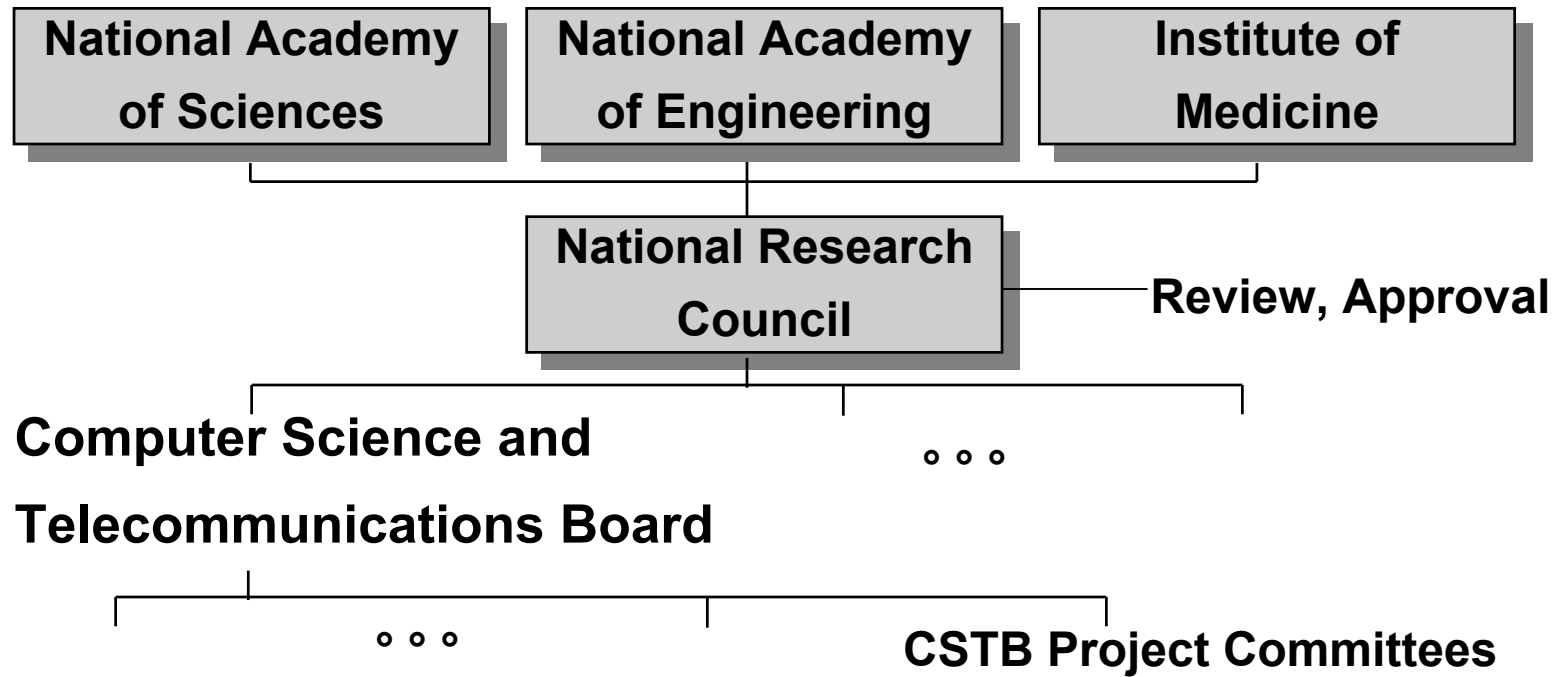 National Academy
of Sciences
National Academy
of Engineering
Institute of
Medicine
National Research
Council
Review, Approval
Computer Science and
Telecommunications Board
CSTB Project Committees